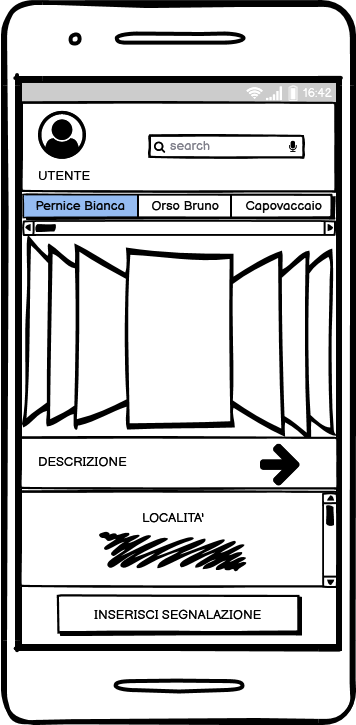 16:42
search
UTENTE
Pernice Bianca Orso Bruno Capovaccaio
DESCRIZIONE
LOCALITA'
INSERISCI SEGNALAZIONE